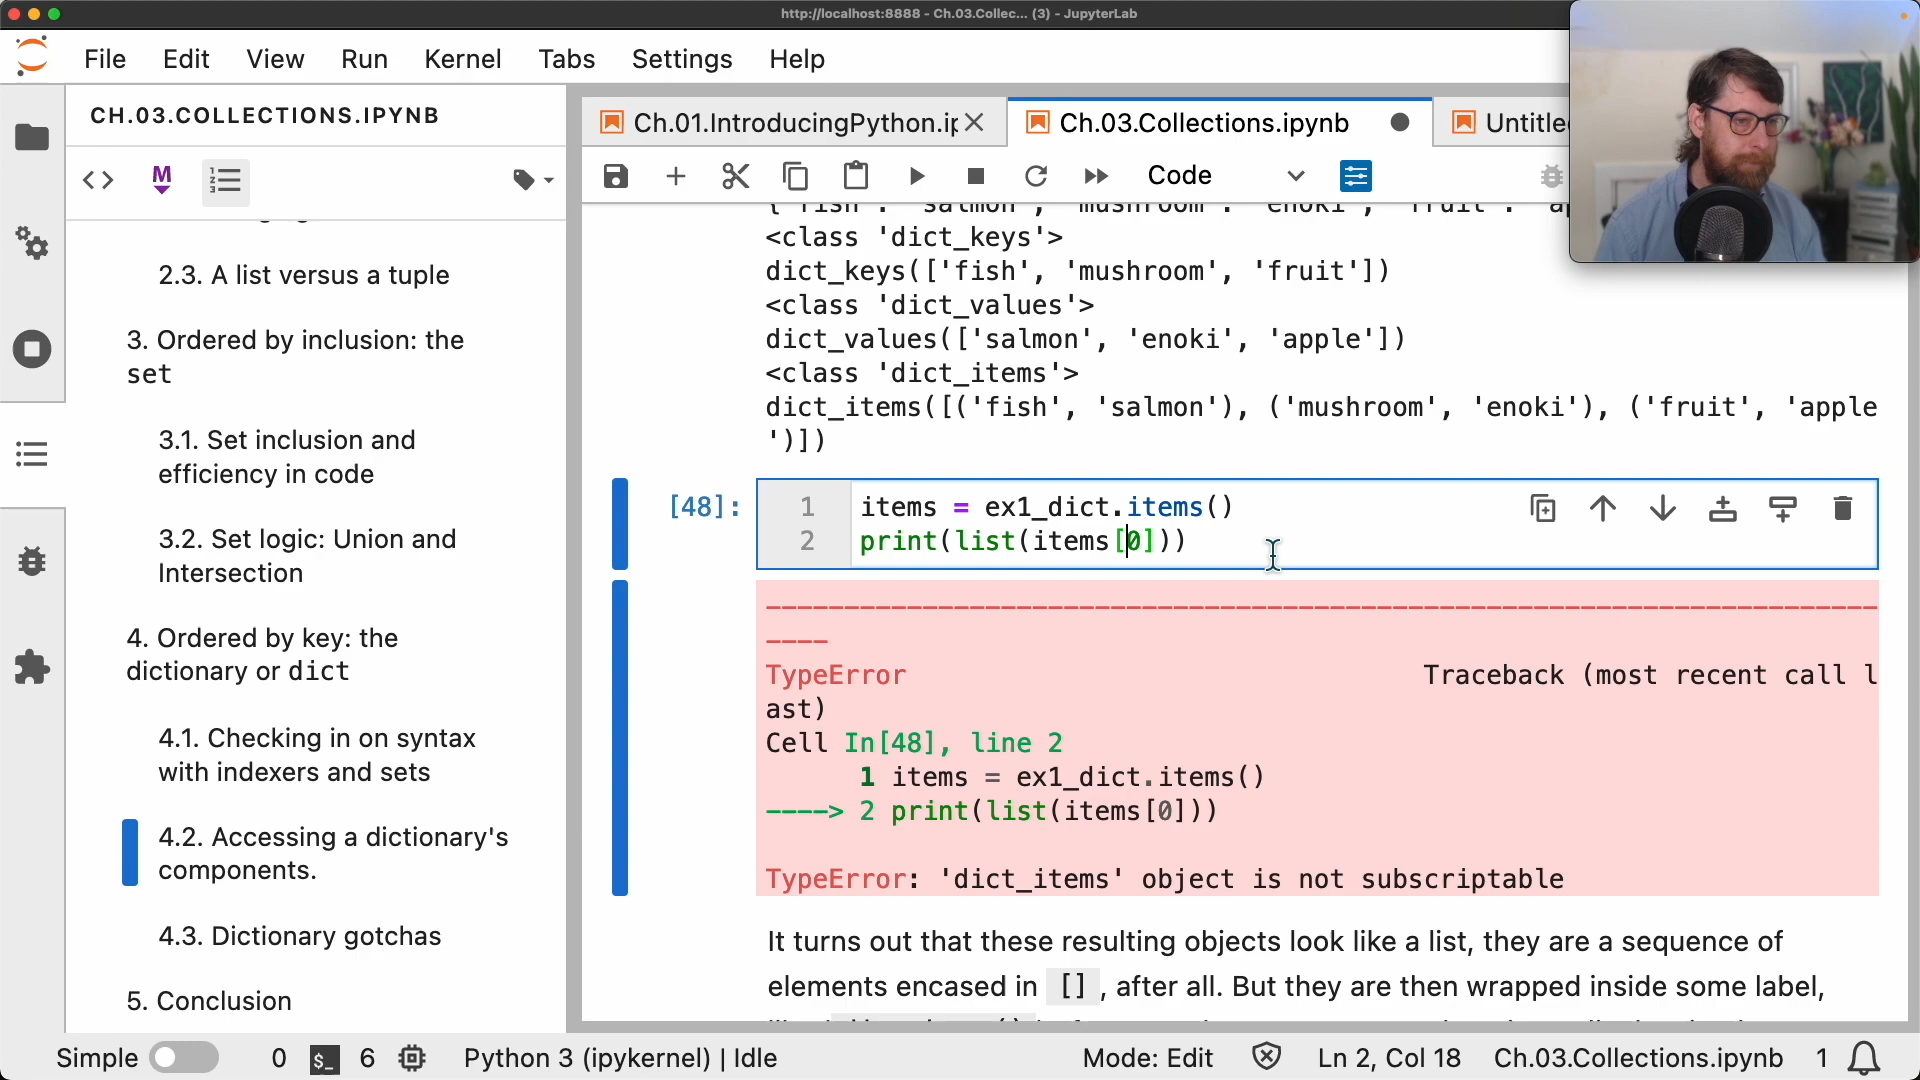 http://localhost:8888 - Ch.03.Collec... (3) - JupyterLab
File Edit View Run Kernel Tabs Settings Help
CH.03.COLLECTIONS.IPYNB
2.3. A list versus a tuple
3. Ordered by inclusion: the
set
3.1. Set inclusion and
efficiency in code
3.2. Set logic: Union and
Intersection
4. Ordered by key: the
dictionary or dict
4.1. Checking in on syntax
with indexers and sets
4.2. Accessing a dictionary's
components.
4.3. Dictionary gotchas
5. Conclusion
Ch.01.IntroducingPython.ip
Ch.03.Collections.ipynb
Untitle
Code
{'fish': 'salmon', 'mushroom': 'enoki', 'fruit': 'ap
<class 'dict_keys'>
dict_keys(['fish', 'mushroom', 'fruit'])
<class 'dict_values'>
dict_values(['salmon', 'enoki', 'apple'])
<class 'dict_items'>
dict_items([('fish', 'salmon'), ('mushroom', 'enoki'), ('fruit', 'apple
')])
[48]:
1 items = ex1_dict.items()
2 print(list(items[0]))
---------------------------------------------------------------------------
TypeError Traceback (most recent call l
ast)
Cell In[48], line 2
1 items = ex1_dict.items()
----> 2 print(list(items[0]))
TypeError: 'dict_items' object is not subscriptable
It turns out that these resulting objects look like a list, they are a sequence of
elements encased in [] , after all. But they are then wrapped inside some label,
Simple 0 $_ 6 Python 3 (ipykernel) | Idle Mode: Edit Ln 2, Col 18 Ch.03.Collections.ipynb 1